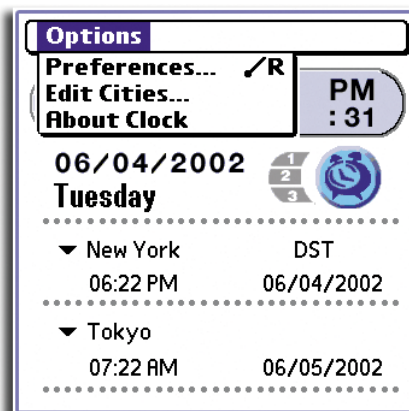 Options
Preferences... ✓R
Edit Cities...
About Clock
PM
:31
06/04/2002
Tuesday
1
2
3
New York DST
06:22 PM 06/04/2002
Tokyo
07:22 AM 06/05/2002